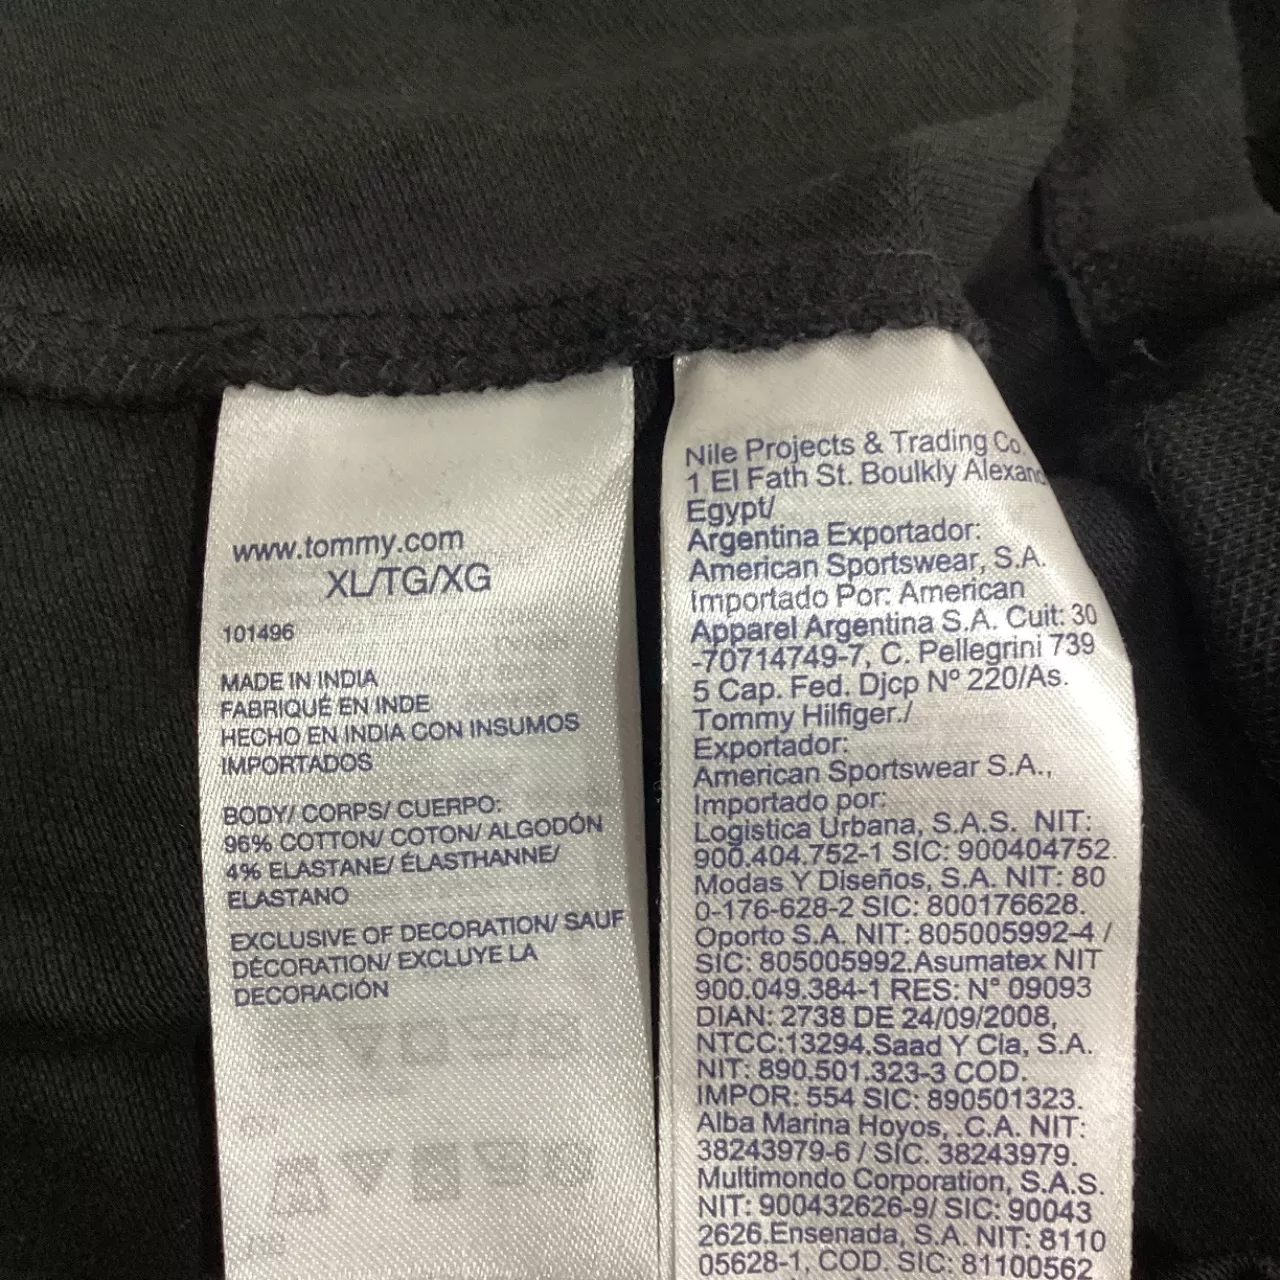 www.tommy.com
XL/TG/XG
101496
MADE IN INDIA
FABRIQUÉ EN INDE
HECHO EN INDIA CON INSUMOS
IMPORTADOS
BODY/ CORPS/ CUERPO:
96% COTTON/ COTON/ ALGODÓN
4% ELASTANE/ ÉLASTHANNE/
ELASTANO
EXCLUSIVE OF DECORATION/ SAUF
DÉCORATION/ EXCLUYE LA
DECORACIÓN
Nile Projects & Trading Co.
1 El Fath St. Boulkly
Egypt/
Argentina Exportador:
American Sportswear, S.A.
Importado Por: American
Apparel Argentina S.A. Cuit: 30
-70714749-7, C. Pellegrini 739
5 Cap. Fed. Djcp Nº 220/As.
Tommy Hilfiger./
Exportador:
American Sportswear S.A.,
Importado por:
Logistica Urbana, S.A.S. NIT:
900.404.752-1 SIC: 900404752.
Modas Y Diseños, S.A. NIT: 80
0-176-628-2 SIC: 800176628.
Oporto S.A. NIT: 805005992-4 /
SIC: 805005992.Asumatex NIT
900.049.384-1 RES: N° 09093
DIAN: 2738 DE 24/09/2008,
NTCC:13294.Saad Y Cia, S.A.
NIT: 890.501.323-3 COD.
IMPOR: 554 SIC: 890501323.
Alba Marina Hoyos, .C.A. NIT:
38243979-6 / SIC. 38243979.
Multimondo Corporation, S.A.S.
NIT: 900432626-9/ SIC: 90043
2626.Ensenada, S.A. NIT: 8110
05628-1, COD. SIC: 81100562